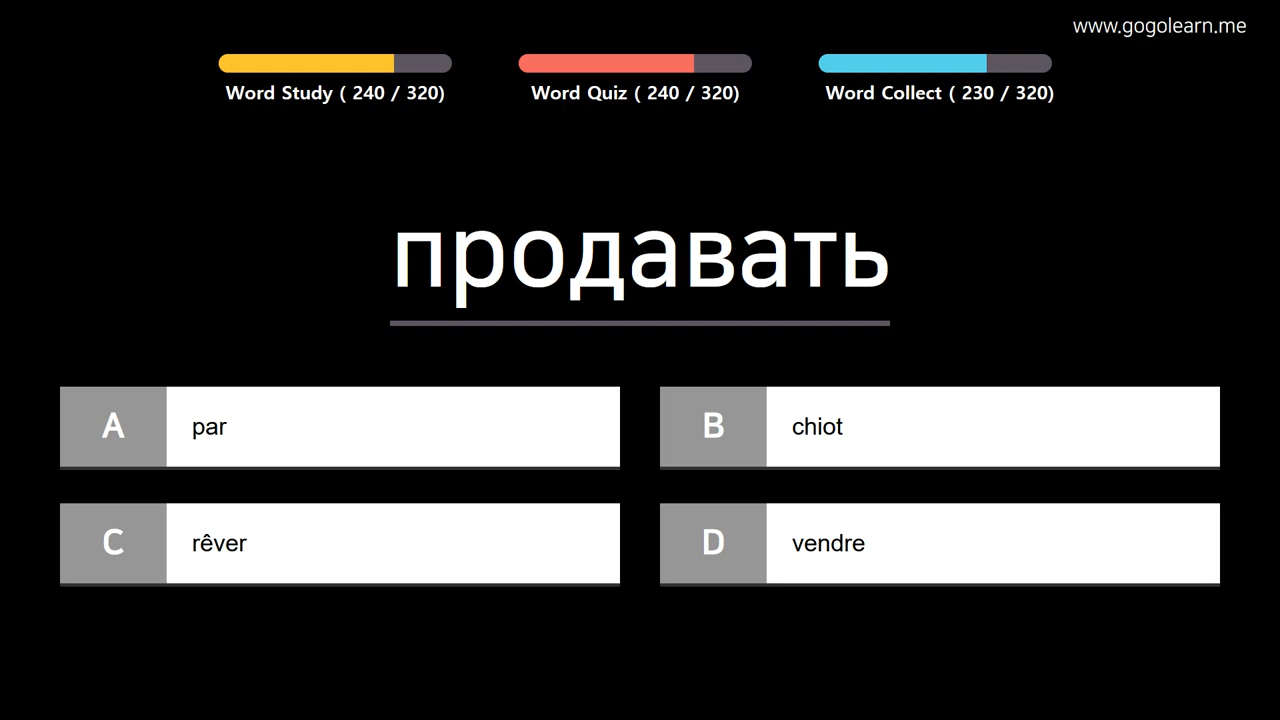 www.gogolearn.me
Word Study ( 240 / 320)
Word Quiz ( 240 / 320)
Word Collect ( 230 / 320)
продавать
A par
B chiot
C rêver
D vendre